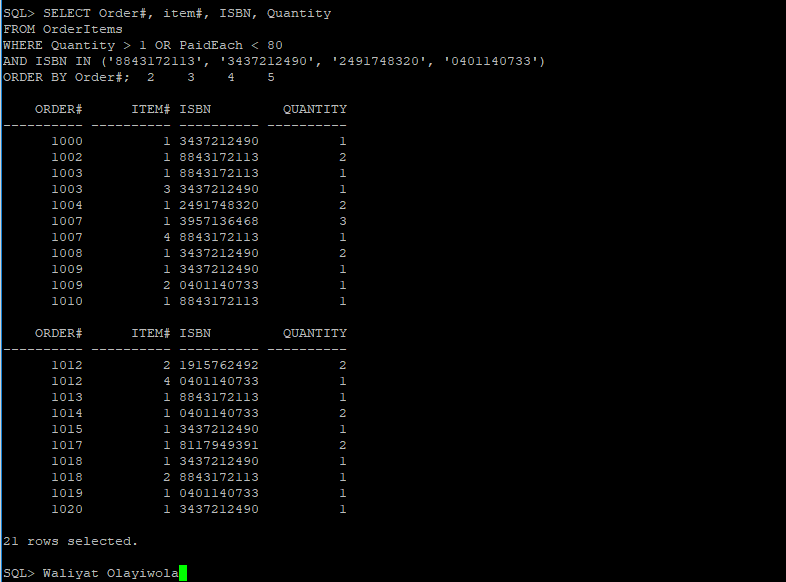 SQL> SELECT Order#, item#, ISBN, Quantity
FROM OrderItems
WHERE Quantity > 1 OR PaidEach < 80
AND ISBN IN ('8843172113', '3437212490', '2491748320', '0401140733')
ORDER BY Order#;  2    3    4    5
ORDER#      ITEM# ISBN         QUANTITY
---------- ---------- ---------- ----------
1000          1 3437212490          1
1002          1 8843172113          2
1003          1 8843172113          1
1003          3 3437212490          1
1004          1 2491748320          2
1007          1 3957136468          3
1007          4 8843172113          1
1008          1 3437212490          2
1009          1 3437212490          1
1009          2 0401140733          1
1010          1 8843172113          1
ORDER#      ITEM# ISBN         QUANTITY
---------- ---------- ---------- ----------
1012          2 1915762492          2
1012          4 0401140733          1
1013          1 8843172113          1
1014          1 0401140733          2
1015          1 3437212490          1
1017          1 8117949391          2
1018          1 3437212490          1
1018          2 8843172113          1
1019          1 0401140733          1
1020          1 3437212490          1
21 rows selected.
SQL> Waliyat Olayiwola